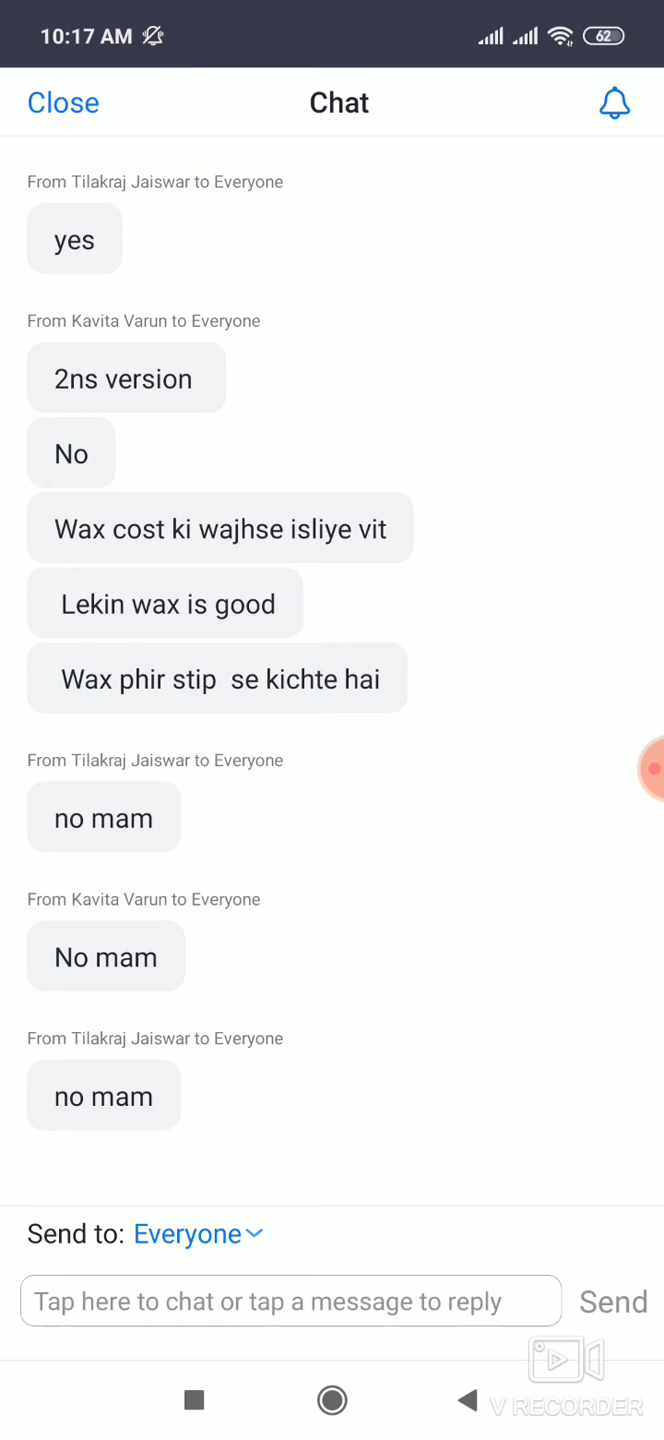 10:17 AM
62
Close
Chat
From Tilakraj Jaiswar to Everyone
yes
From Kavita Varun to Everyone
2ns version
No
Wax cost ki wajhse isliye vit
Lekin wax is good
Wax phir stip  se kichte hai
From Tilakraj Jaiswar to Everyone
no mam
From Kavita Varun to Everyone
No mam
From Tilakraj Jaiswar to Everyone
no mam
Send to: Everyone
Tap here to chat or tap a message to reply
Send
V RECORDER